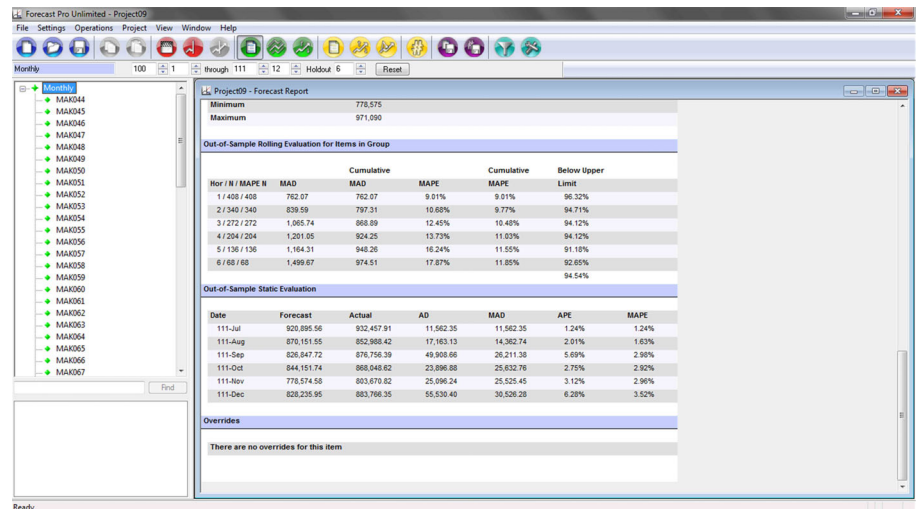 Forecast Pro Unlimited - Project09
File Settings Operations Project View Window Help
Monthly 100 1 through 111 12 Holdout 6 Reset
Monthly
MAK044
MAK045
MAK046
MAK047
MAK048
MAK049
MAK050
MAK051
MAK052
MAK053
MAK054
MAK055
MAK056
MAK057
MAK058
MAK059
MAK060
MAK061
MAK062
MAK063
MAK064
MAK065
MAK066
MAK067
Find
Project09 - Forecast Report
Minimum 778,575
Maximum 971,090
Out-of-Sample Rolling Evaluation for Items in Group
Cumulative Cumulative Below Upper
Hor / N / MAPE N MAD MAD MAPE MAPE Limit
1 / 408 / 408 762.07 762.07 9.01% 9.01% 96.32%
2 / 340 / 340 839.59 797.31 10.68% 9.77% 94.71%
3 / 272 / 272 1,065.74 868.89 12.45% 10.48% 94.12%
4 / 204 / 204 1,201.05 924.25 13.73% 11.03% 94.12%
5 / 136 / 136 1,164.31 948.26 16.24% 11.55% 91.18%
6 / 68 / 68 1,499.67 974.51 17.87% 11.85% 92.65%
94.54%
Out-of-Sample Static Evaluation
Date Forecast Actual AD MAD APE MAPE
111-Jul 920,895.56 932,457.91 11,562.35 11,562.35 1.24% 1.24%
111-Aug 870,151.55 852,988.42 17,163.13 14,362.74 2.01% 1.63%
111-Sep 826,847.72 876,756.39 49,908.66 26,211.38 5.69% 2.98%
111-Oct 844,151.74 868,048.62 23,896.88 25,632.76 2.75% 2.92%
111-Nov 778,574.58 803,670.82 25,096.24 25,525.45 3.12% 2.96%
111-Dec 828,235.95 883,766.35 55,530.40 30,526.28 6.28% 3.52%
Overrides
There are no overrides for this item
Ready